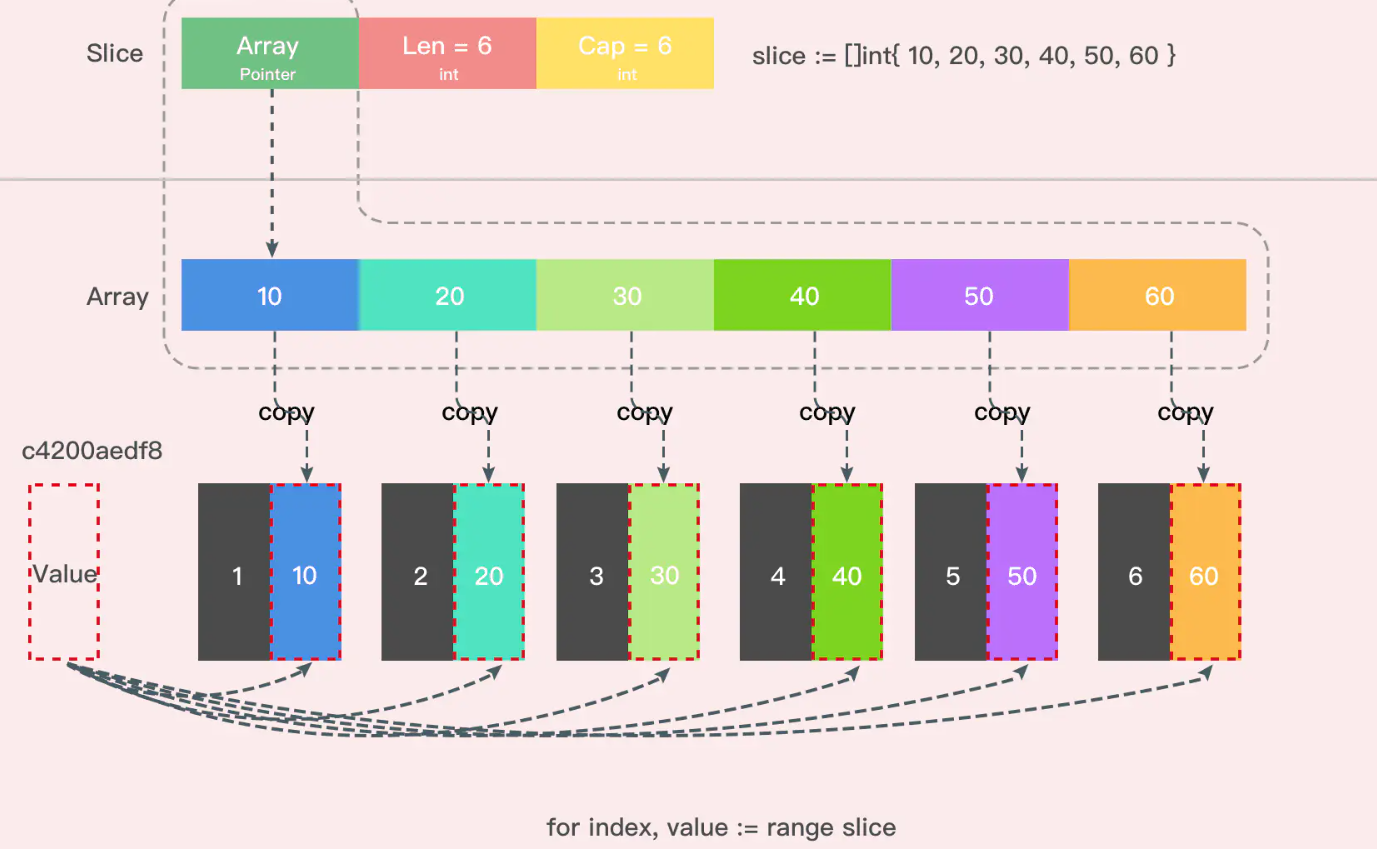 Slice
Array
Pointer
Len = 6
int
Cap = 6
int
slice := []int{ 10, 20, 30, 40, 50, 60 }
Array
10
20
30
40
50
60
copy
copy
copy
copy
copy
copy
c4200aedf8
Value
1
10
2
20
3
30
4
40
5
50
6
60
for index, value := range slice